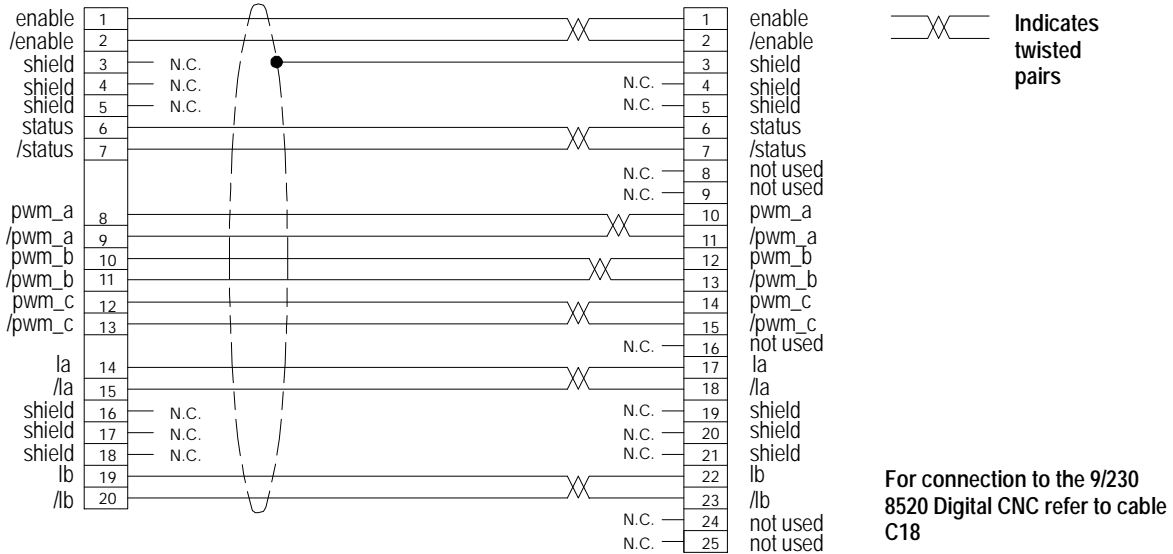 enable 1 1 enable
/enable 2 2 /enable
shield 3 N.C. 3 shield
shield 4 N.C. N.C. 4 shield
shield 5 N.C. N.C. 5 shield
status 6 6 status
/status 7 7 /status
N.C. 8 not used
N.C. 9 not used
pwm_a 8 10 pwm_a
/pwm_a 9 11 /pwm_a
pwm_b 10 12 pwm_b
/pwm_b 11 13 /pwm_b
pwm_c 12 14 pwm_c
/pwm_c 13 15 /pwm_c
N.C. 16 not used
Ia 14 17 Ia
/Ia 15 18 /Ia
shield 16 N.C. N.C. 19 shield
shield 17 N.C. N.C. 20 shield
shield 18 N.C. N.C. 21 shield
Ib 19 22 Ib
/Ib 20 23 /Ib
N.C. 24 not used
N.C. 25 not used
Indicates
twisted
pairs
For connection to the 9/230
8520 Digital CNC refer to cable
C18